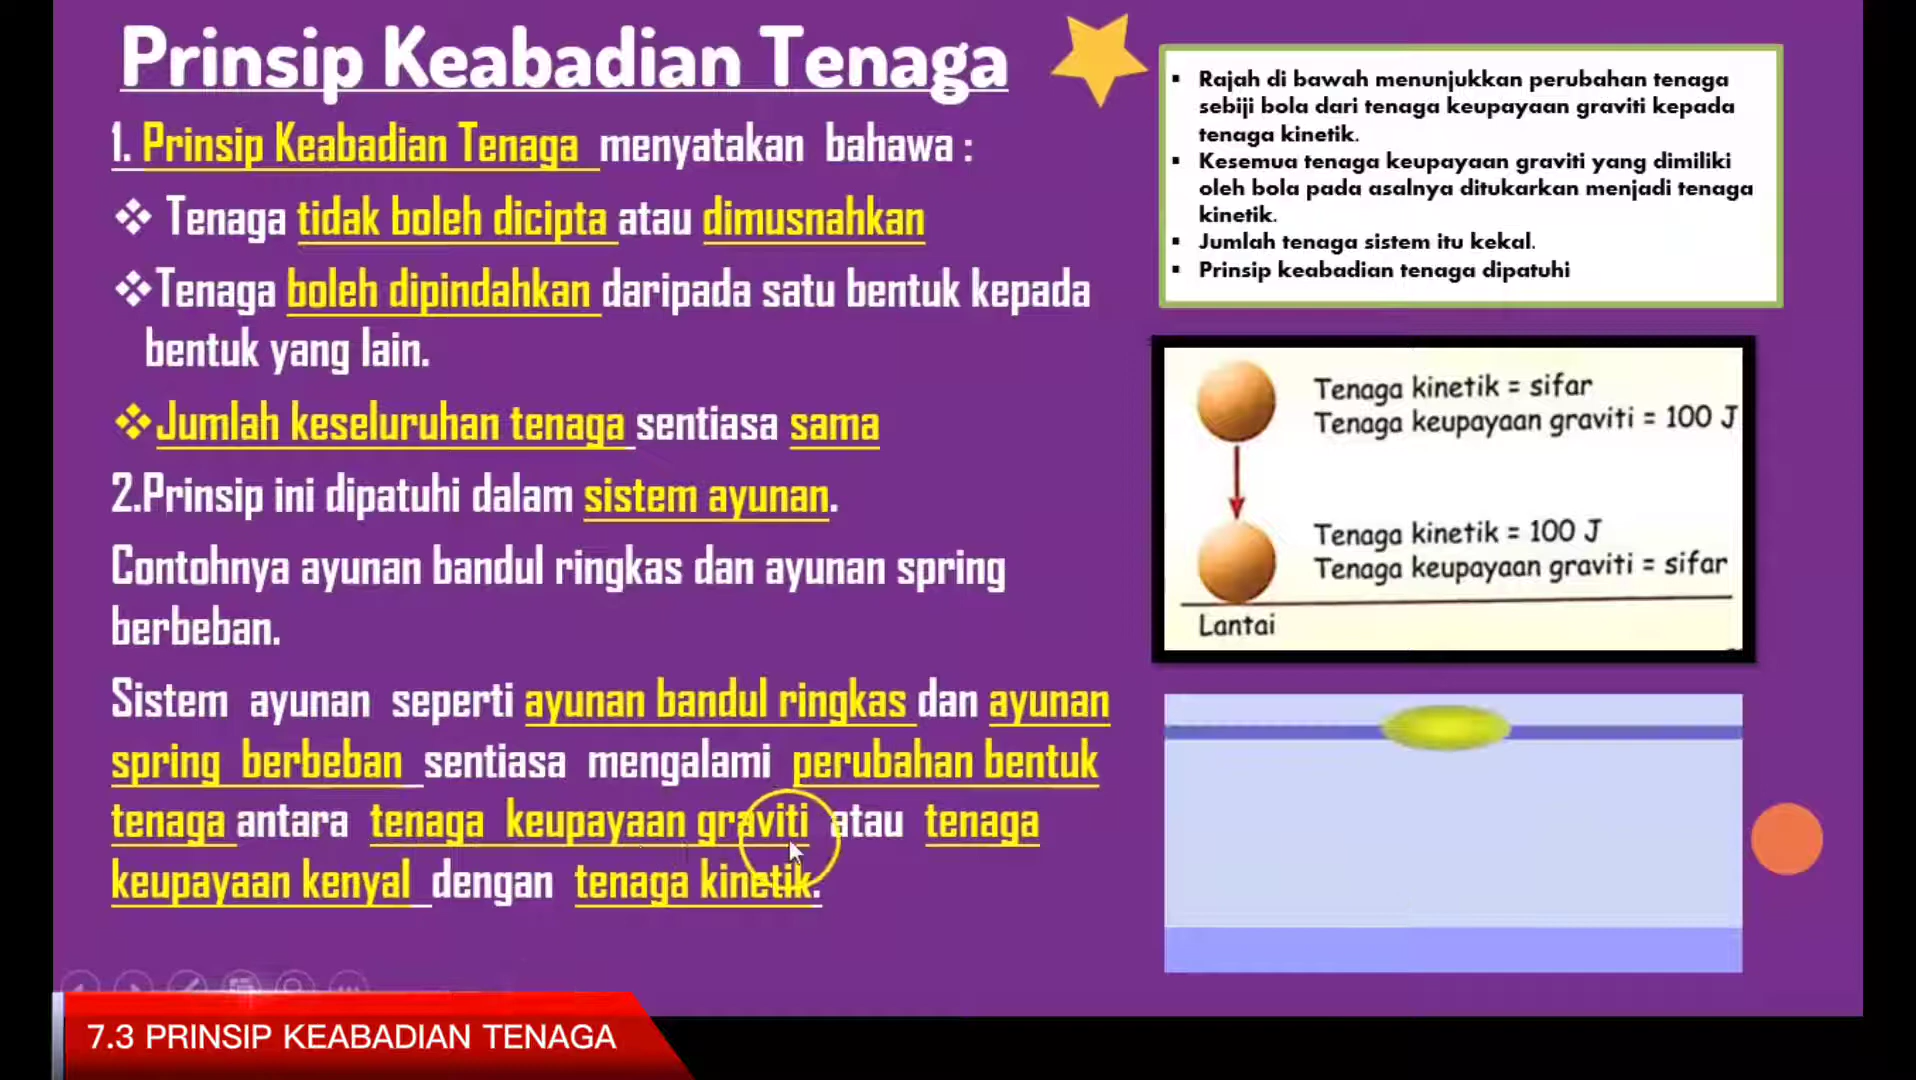 Prinsip Keabadian Tenaga
1. Prinsip Keabadian Tenaga menyatakan bahawa :
❖ Tenaga tidak boleh dicipta atau dimusnahkan
❖Tenaga boleh dipindahkan daripada satu bentuk kepada
bentuk yang lain.
❖Jumlah keseluruhan tenaga sentiasa sama
2.Prinsip ini dipatuhi dalam sistem ayunan.
Contohnya ayunan bandul ringkas dan ayunan spring
berbeban.
Sistem ayunan seperti ayunan bandul ringkas dan ayunan
spring berbeban sentiasa mengalami perubahan bentuk
tenaga antara tenaga keupayaan graviti atau tenaga
keupayaan kenyal dengan tenaga kinetik.
▪ Rajah di bawah menunjukkan perubahan tenaga
sebiji bola dari tenaga keupayaan graviti kepada
tenaga kinetik.
▪ Kesemua tenaga keupayaan graviti yang dimiliki
oleh bola pada asalnya ditukarkan menjadi tenaga
kinetik.
▪ Jumlah tenaga sistem itu kekal.
▪ Prinsip keabadian tenaga dipatuhi
Tenaga kinetik = sifar
Tenaga keupayaan graviti = 100 J
Tenaga kinetik = 100 J
Tenaga keupayaan graviti = sifar
Lantai
7.3 PRINSIP KEABADIAN TENAGA